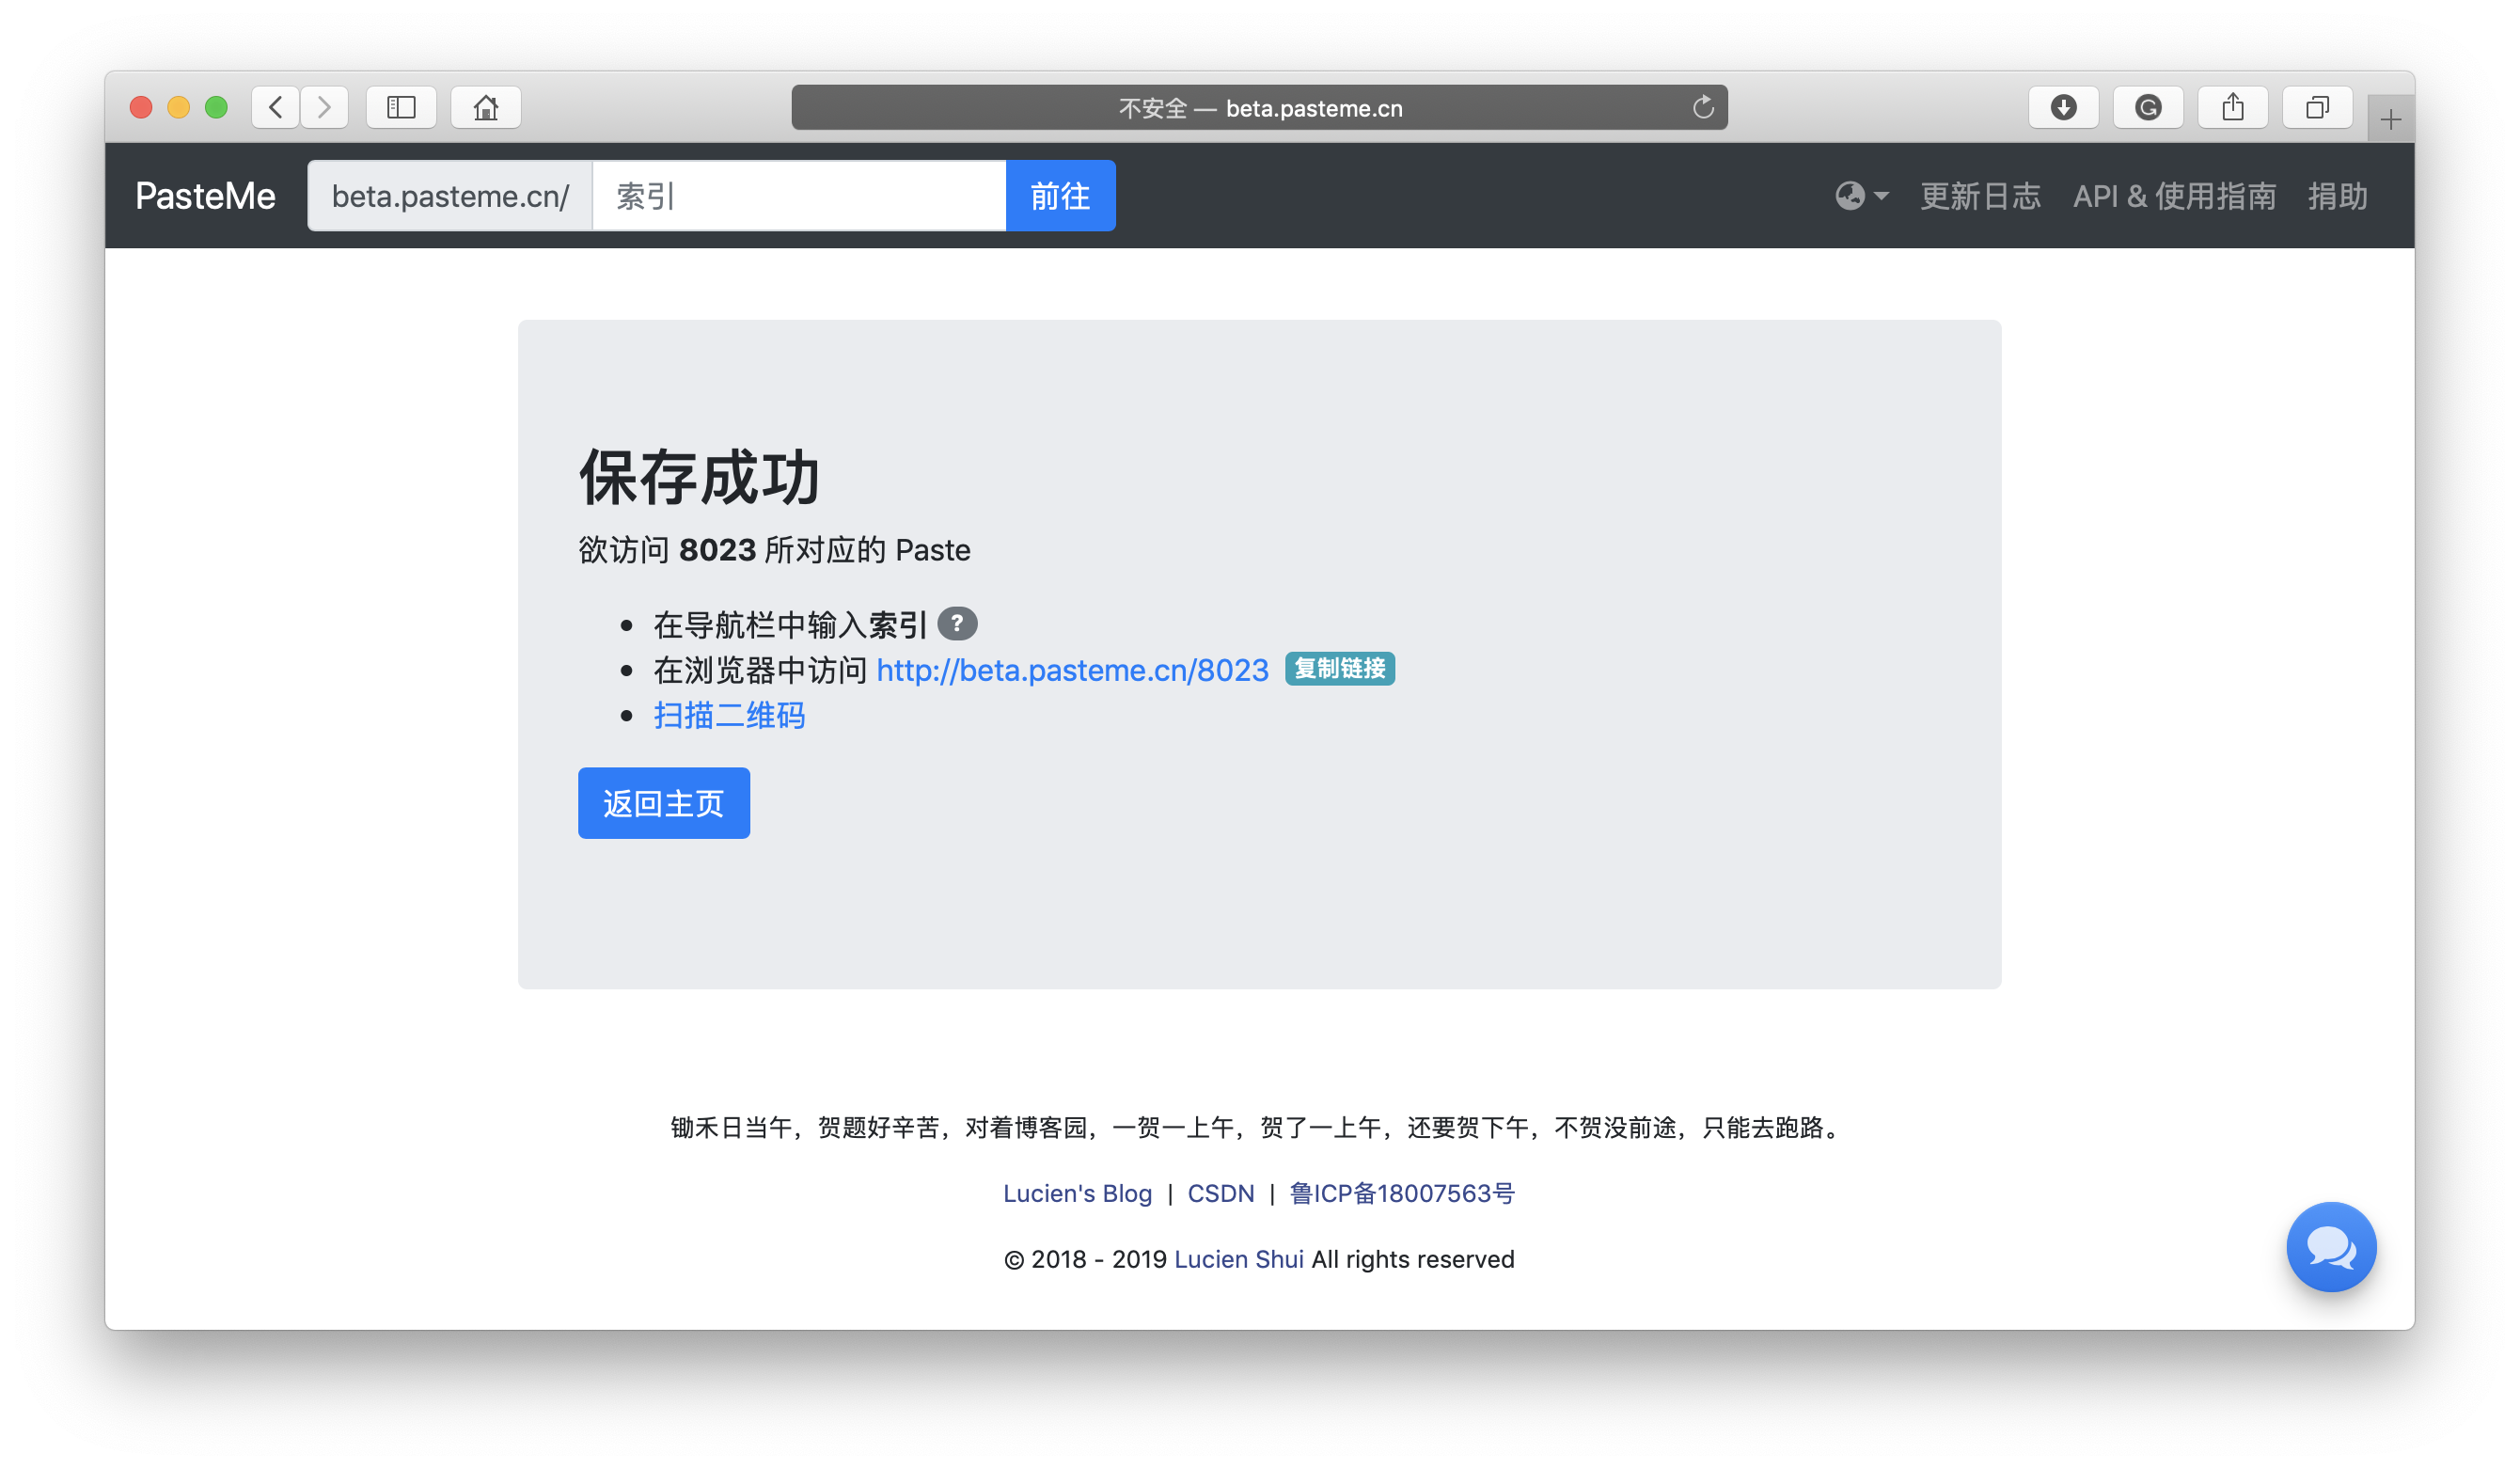 不安全 — beta.pasteme.cn
PasteMe beta.pasteme.cn/ 索引 前往 更新日志 API & 使用指南 捐助
保存成功
欲访问 8023 所对应的 Paste
在导航栏中输入索引 ?
在浏览器中访问 http://beta.pasteme.cn/8023 复制链接
扫描二维码
返回主页
锄禾日当午，贺题好辛苦，对着博客园，一贺一上午，贺了一上午，还要贺下午，不贺没前途，只能去跑路。
Lucien's Blog | CSDN | 鲁ICP备18007563号
© 2018 - 2019 Lucien Shui All rights reserved